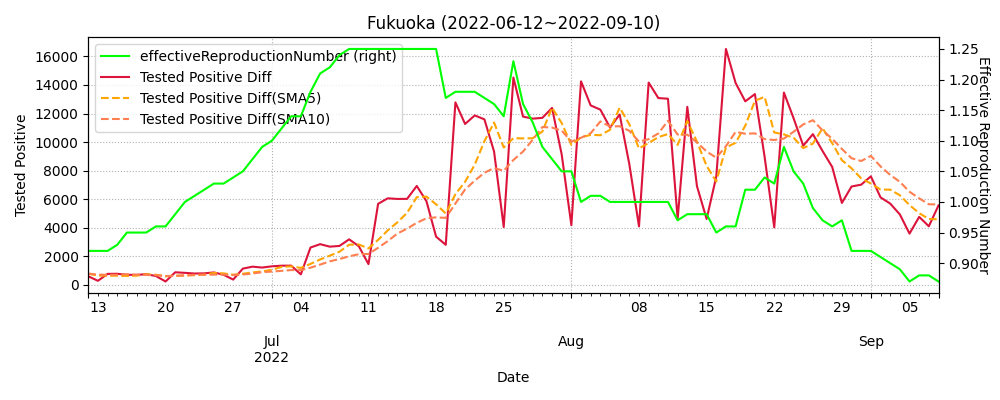 Fukuoka (2022-06-12~2022-09-10)
effectiveReproductionNumber (right)
Tested Positive Diff
Tested Positive Diff(SMA5)
Tested Positive Diff(SMA10)
Tested Positive
16000
14000
12000
10000
8000
6000
4000
2000
0
1.25
1.20
1.15
1.10
1.05
1.00
0.95
0.90
Effective Reproduction Number
13 20 04 11 18 25 08 15 22 29 05
Jul Aug Sep
2022
Date